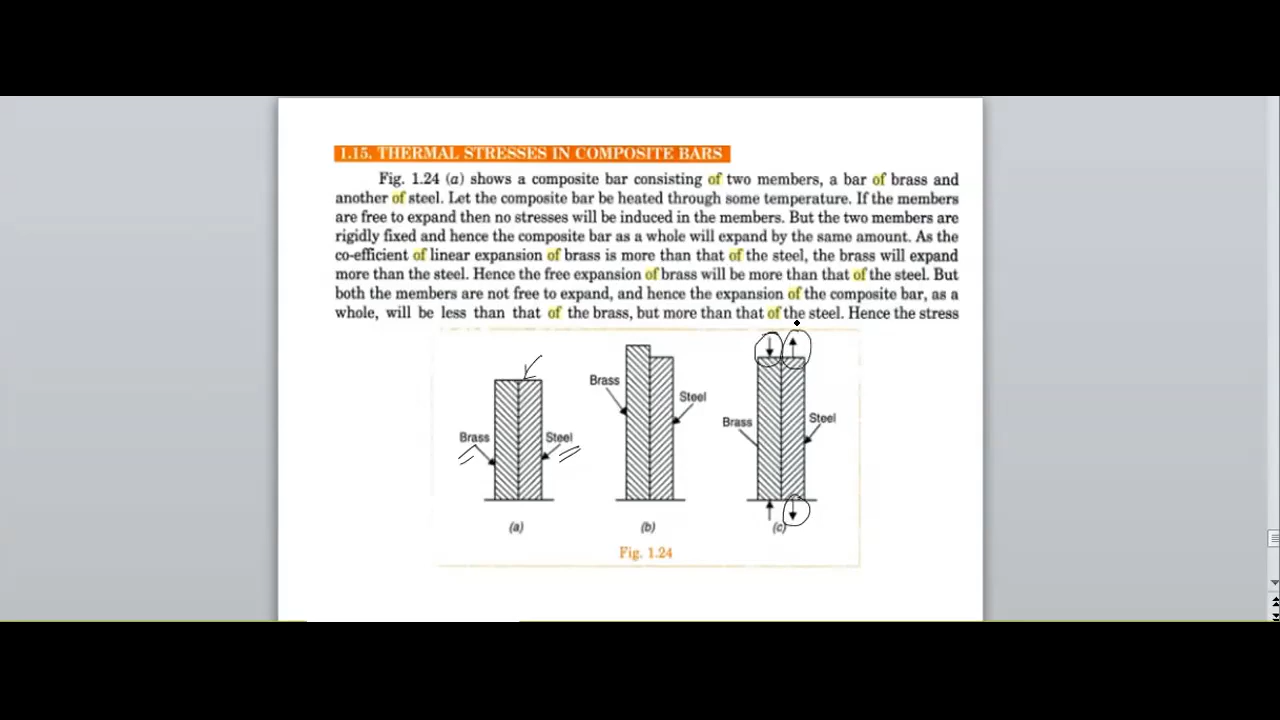 1.15. THERMAL STRESSES IN COMPOSITE BARS
Fig. 1.24 (a) shows a composite bar consisting of two members, a bar of brass and
another of steel. Let the composite bar be heated through some temperature. If the members
are free to expand then no stresses will be induced in the members. But the two members are
rigidly fixed and hence the composite bar as a whole will expand by the same amount. As the
co-efficient of linear expansion of brass is more than that of the steel, the brass will expand
more than the steel. Hence the free expansion of brass will be more than that of the steel. But
both the members are not free to expand, and hence the expansion of the composite bar, as a
whole, will be less than that of the brass, but more than that of the steel. Hence the stress
Brass
Steel
(a)
Brass
Steel
(b)
Brass
Steel
(c)
Fig. 1.24